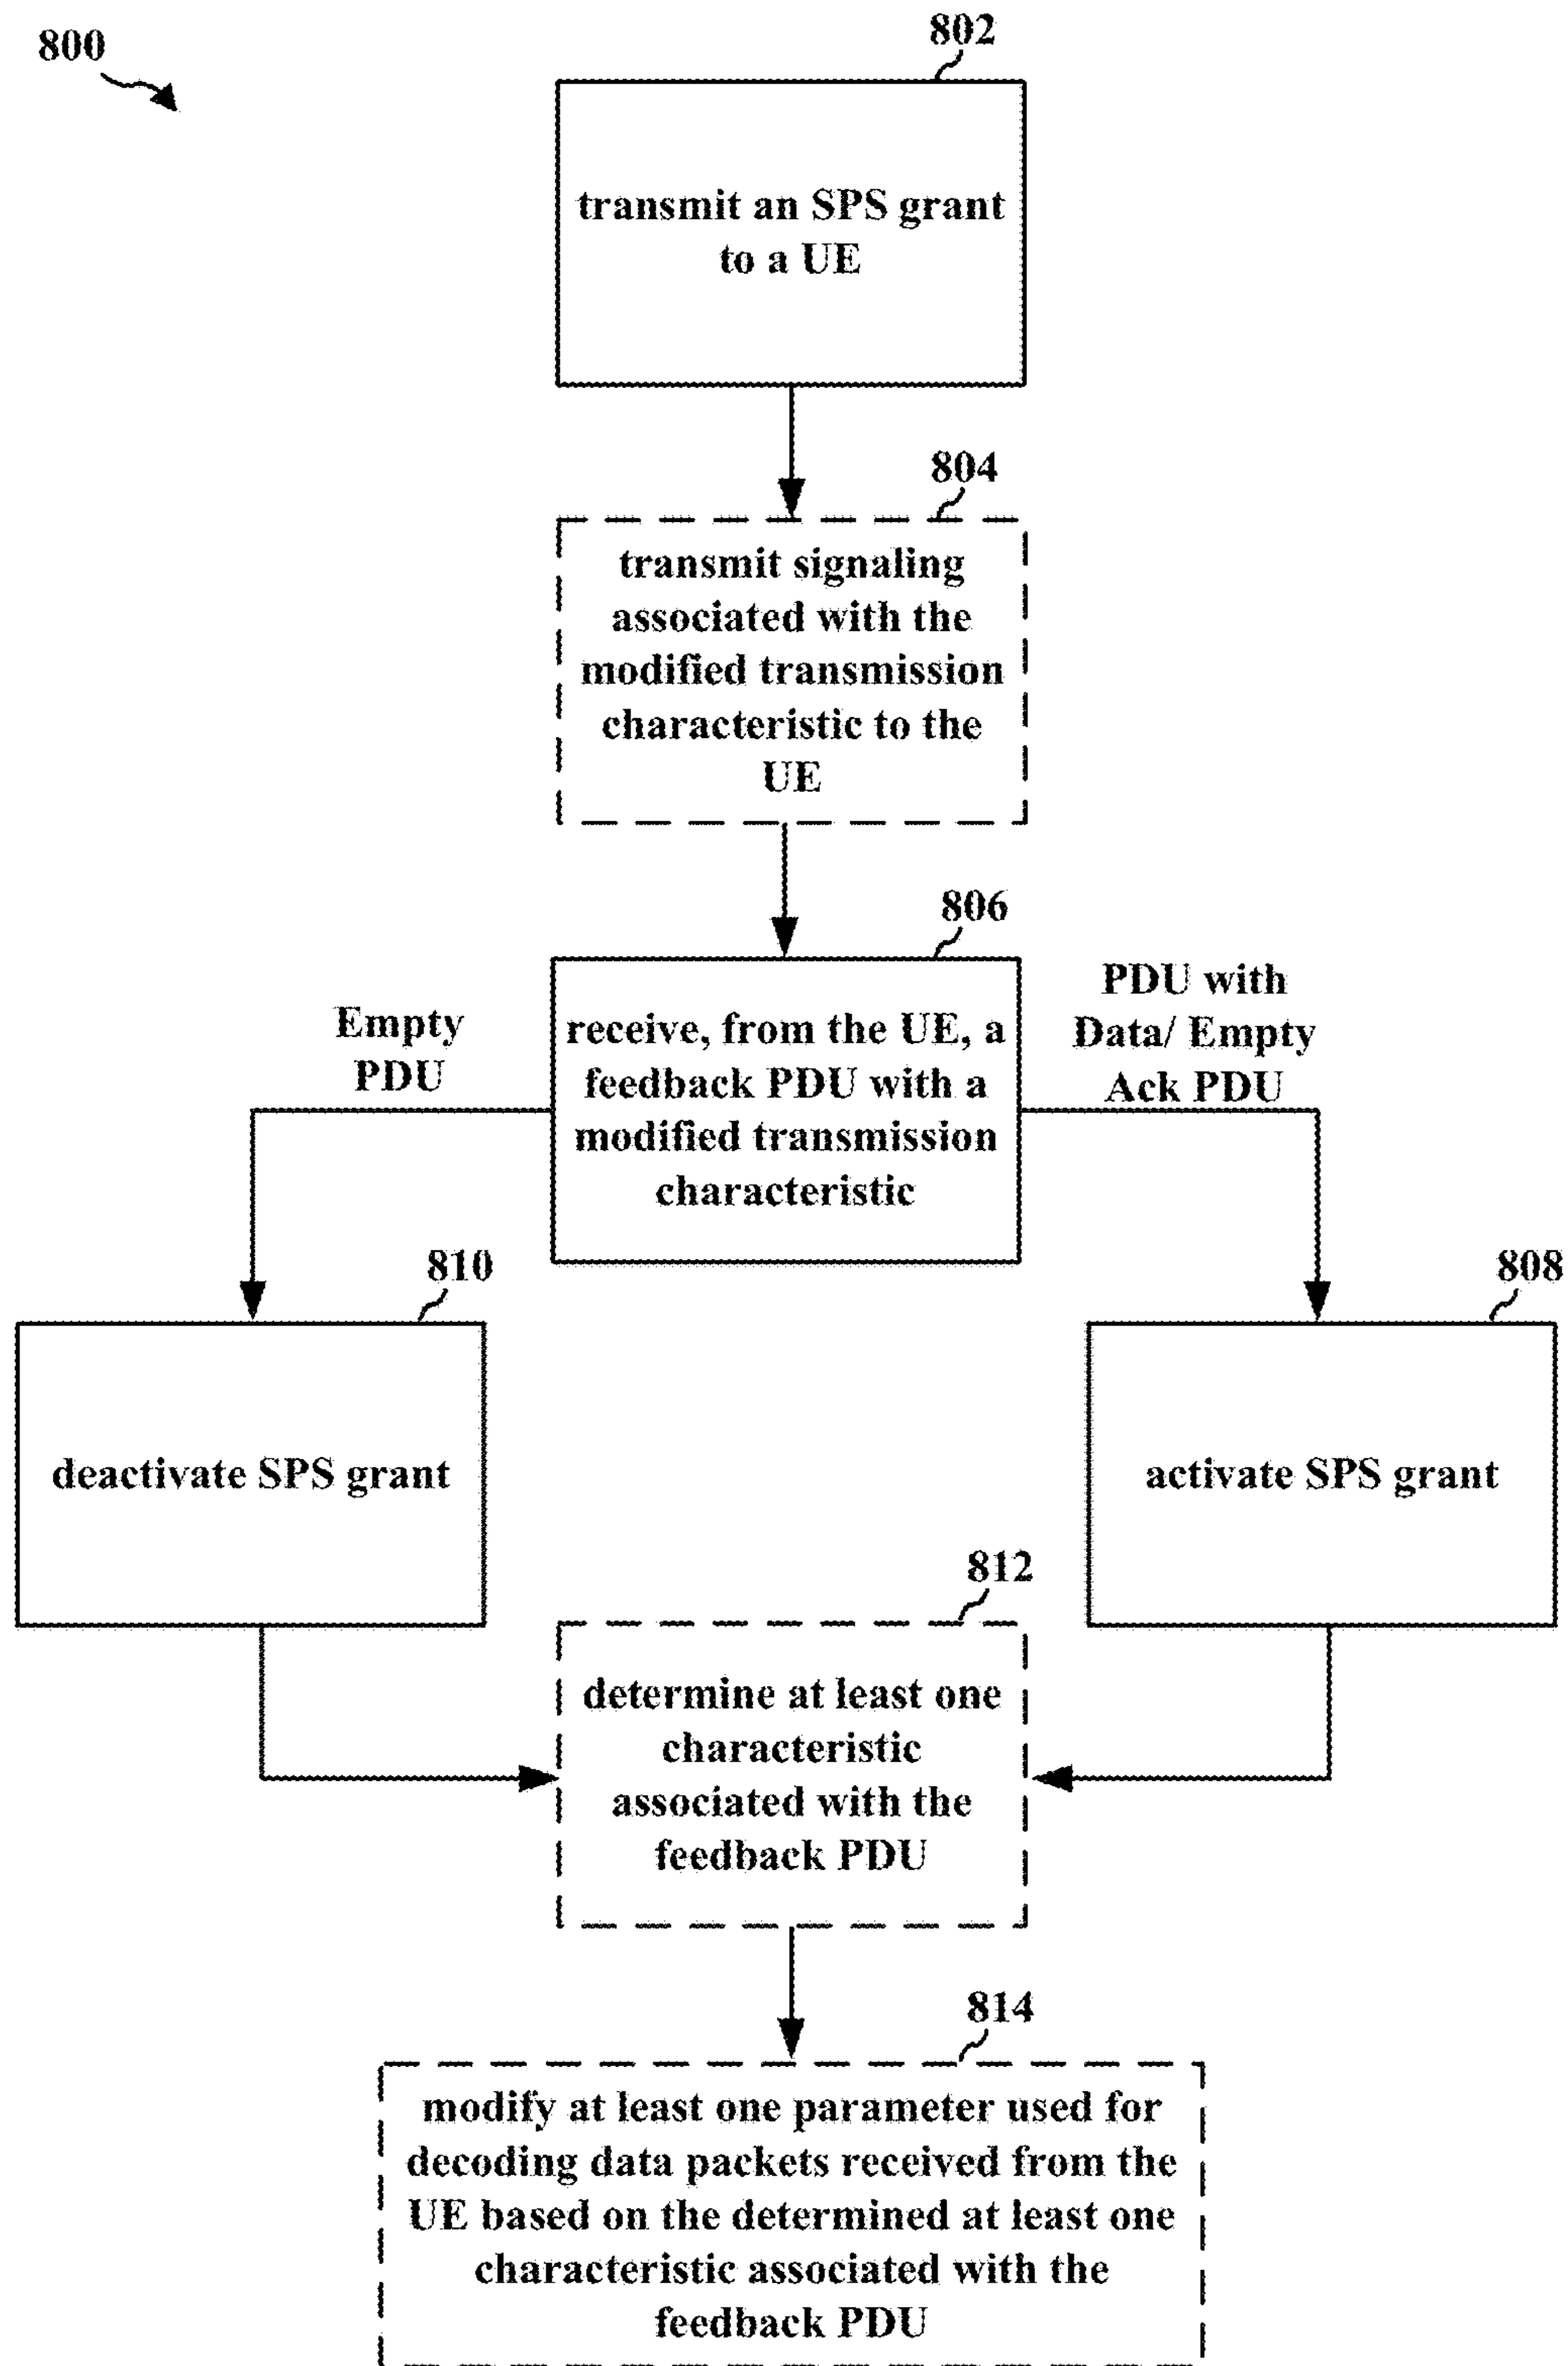 800
802
transmit an SPS grant
to a UE
804
transmit signaling
associated with the
modified transmission
characteristic to the
UE
806
receive, from the UE, a
feedback PDU with a
modified transmission
characteristic
Empty
PDU
PDU with
Data/ Empty
Ack PDU
810
deactivate SPS grant
808
activate SPS grant
812
determine at least one
characteristic
associated with the
feedback PDU
814
modify at least one parameter used for
decoding data packets received from the
UE based on the determined at least one
characteristic associated with the
feedback PDU